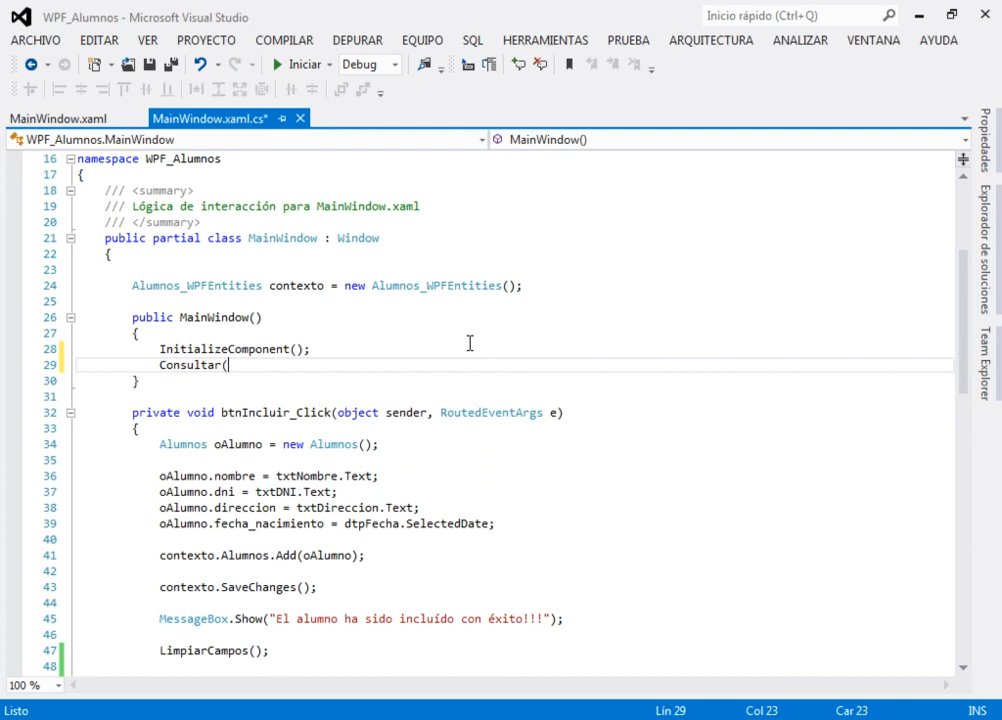 WPF_Alumnos - Microsoft Visual Studio
Inicio rápido (Ctrl+Q)
ARCHIVO EDITAR VER PROYECTO COMPILAR DEPURAR EQUIPO SQL HERRAMIENTAS PRUEBA ARQUITECTURA ANALIZAR VENTANA AYUDA
Iniciar Debug
MainWindow.xaml MainWindow.xaml.cs*
WPF_Alumnos.MainWindow MainWindow()
16 namespace WPF_Alumnos
17 {
18 /// <summary>
19 /// Lógica de interacción para MainWindow.xaml
20 /// </summary>
21 public partial class MainWindow : Window
22 {
23
24 Alumnos_WPFEntities contexto = new Alumnos_WPFEntities();
25
26 public MainWindow()
27 {
28 InitializeComponent();
29 Consultar(
30 }
31
32 private void btnIncluir_Click(object sender, RoutedEventArgs e)
33 {
34 Alumnos oAlumno = new Alumnos();
35
36 oAlumno.nombre = txtNombre.Text;
37 oAlumno.dni = txtDNI.Text;
38 oAlumno.direccion = txtDireccion.Text;
39 oAlumno.fecha_nacimiento = dtpFecha.SelectedDate;
40
41 contexto.Alumnos.Add(oAlumno);
42
43 contexto.SaveChanges();
44
45 MessageBox.Show("El alumno ha sido incluído con éxito!!!");
46
47 LimpiarCampos();
48
100 %
Propiedades
Explorador de soluciones
Team Explorer
Listo Lín 29 Col 23 Car 23 INS